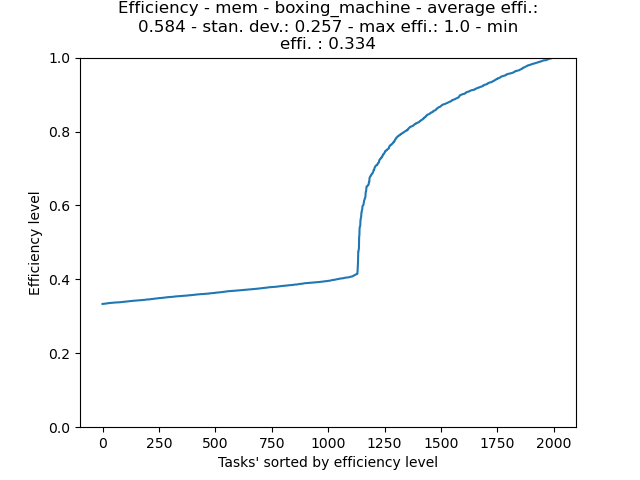 Efficiency - mem - boxing_machine - average effi.:
0.584 - stan. dev.: 0.257 - max effi.: 1.0 - min
effi. : 0.334
1.0
0.8
0.6
0.4
0.2
0.0
Efficiency level
0 250 500 750 1000 1250 1500 1750 2000
Tasks' sorted by efficiency level